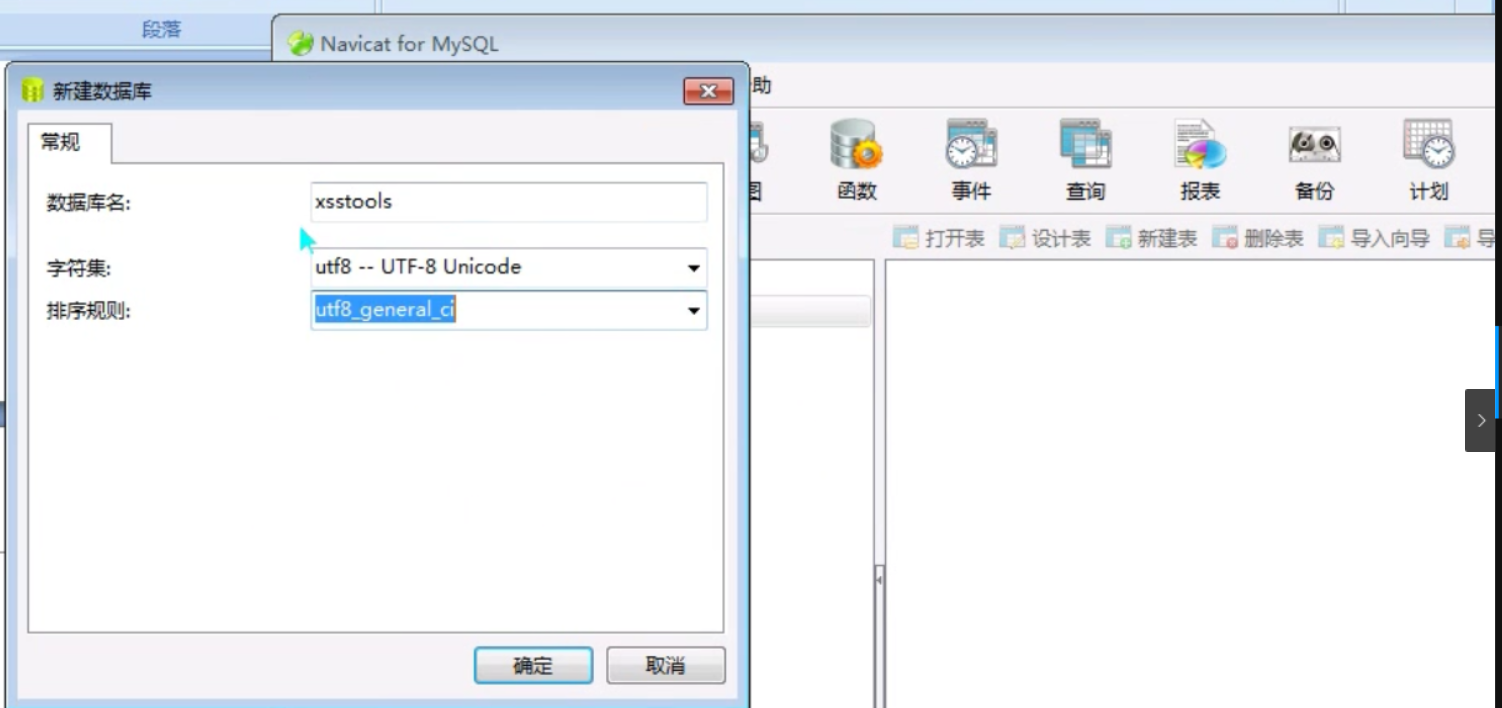 段落
Navicat for MySQL
新建数据库
助
常规
函数
事件
查询
报表
备份
计划
数据库名:
xsstools
打开表
设计表
新建表
删除表
导入向导
导
字符集:
utf8 -- UTF-8 Unicode
排序规则:
utf8_general_ci
确定
取消